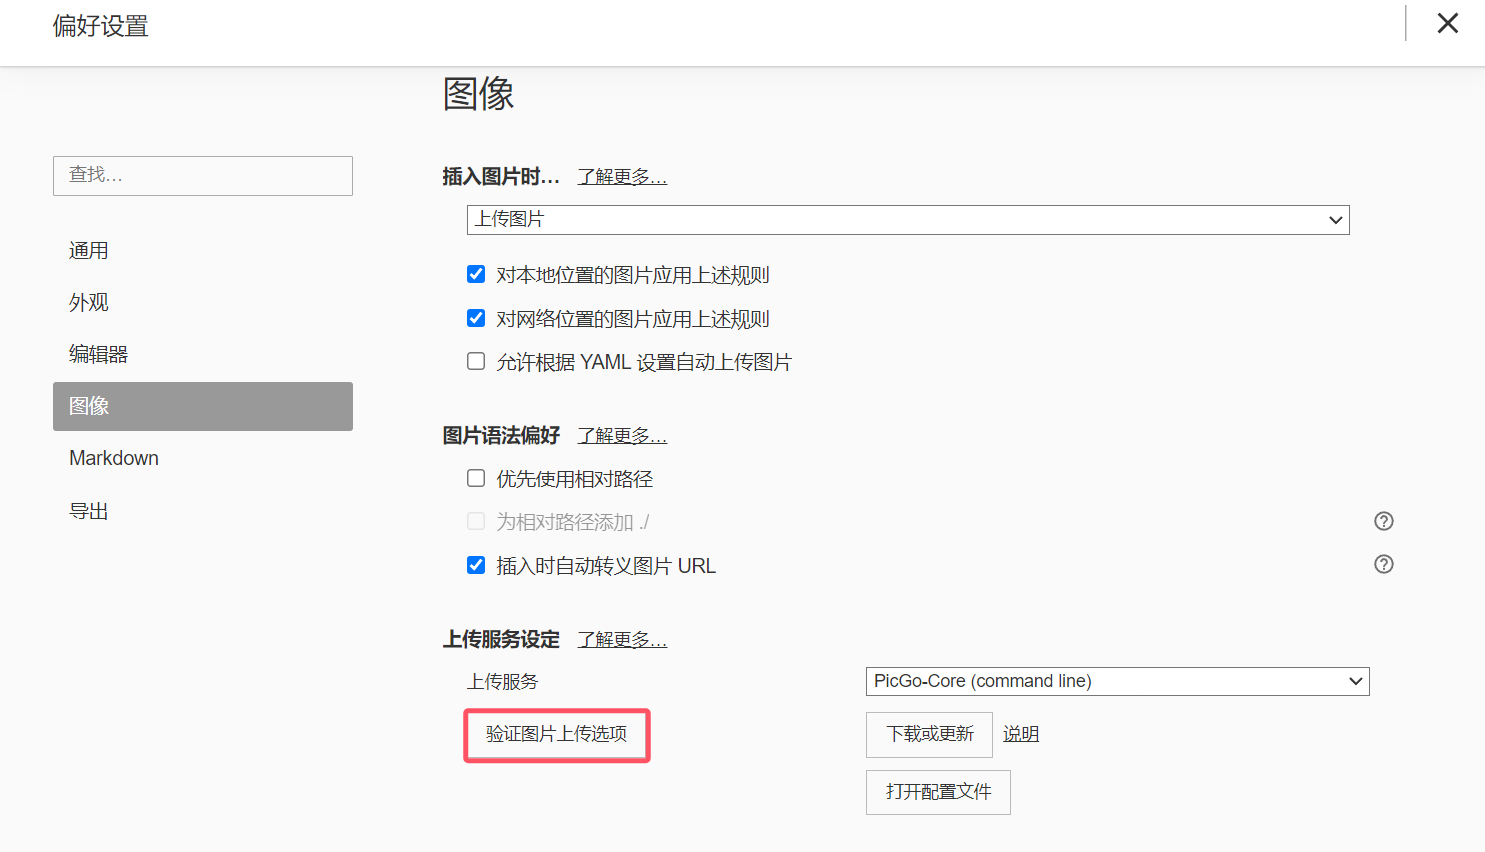 偏好设置
图像
查找…
通用
外观
编辑器
图像
Markdown
导出
插入图片时… 了解更多…
上传图片
对本地位置的图片应用上述规则
对网络位置的图片应用上述规则
允许根据 YAML 设置自动上传图片
图片语法偏好 了解更多…
优先使用相对路径
为相对路径添加 ./
插入时自动转义图片 URL
上传服务设定 了解更多…
上传服务 PicGo-Core (command line)
验证图片上传选项 下载或更新 说明
打开配置文件